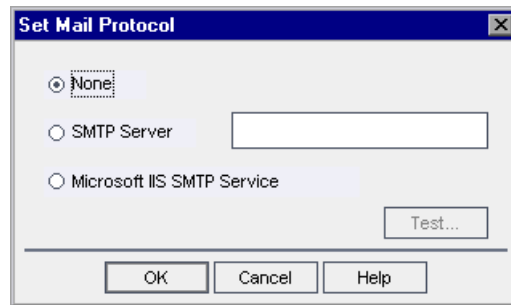 Set Mail Protocol
None
SMTP Server
Microsoft IIS SMTP Service
Test...
OK Cancel Help